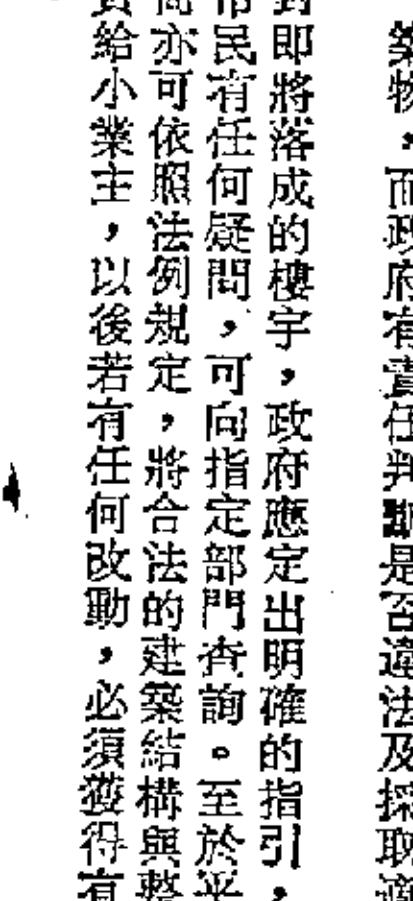 築物，而政府有責任判斷是否違法及採取適
對即將落成的樓宇，政府應定出明確的指引，
市民有任何疑問，可向指定部門查詢。至於平
商亦可依照法例規定，將合法的建築結構與整
賣給小業主，以後若有任何改動，必須獲得有